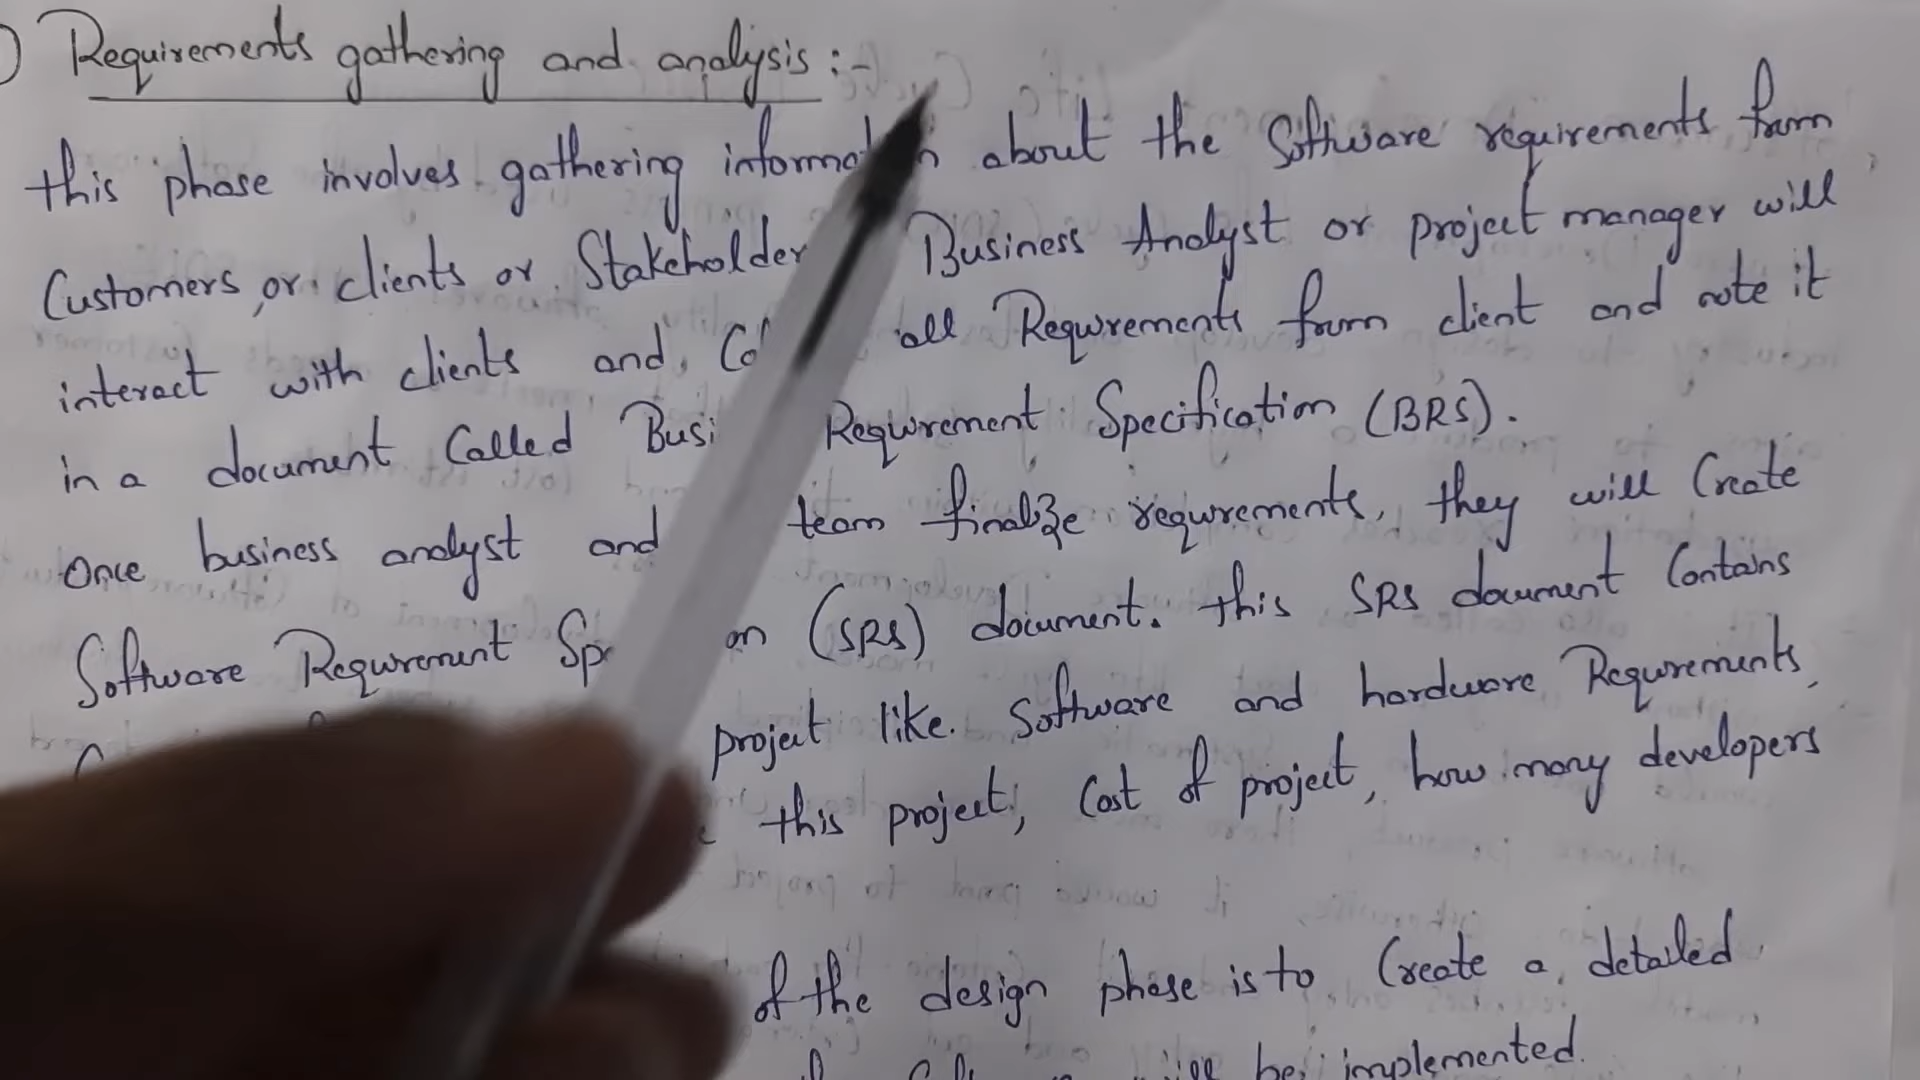 Requirements gathering and analysis :-
this phase involves gathering information about the Software requirements from
Customers or clients or Stakeholder Business Analyst or project manager will
interact with clients and all Requirements from client and note it
in a document Called Requirement Specification (BRS).
Once business analyst and team finalize requirements, they will Create
Software Requirement (SRS) document. this SRS document Contains
project like Software and hardware Requirements,
this project, Cost of project, how many developers
of the design phase is to Create a detailed
be implemented.